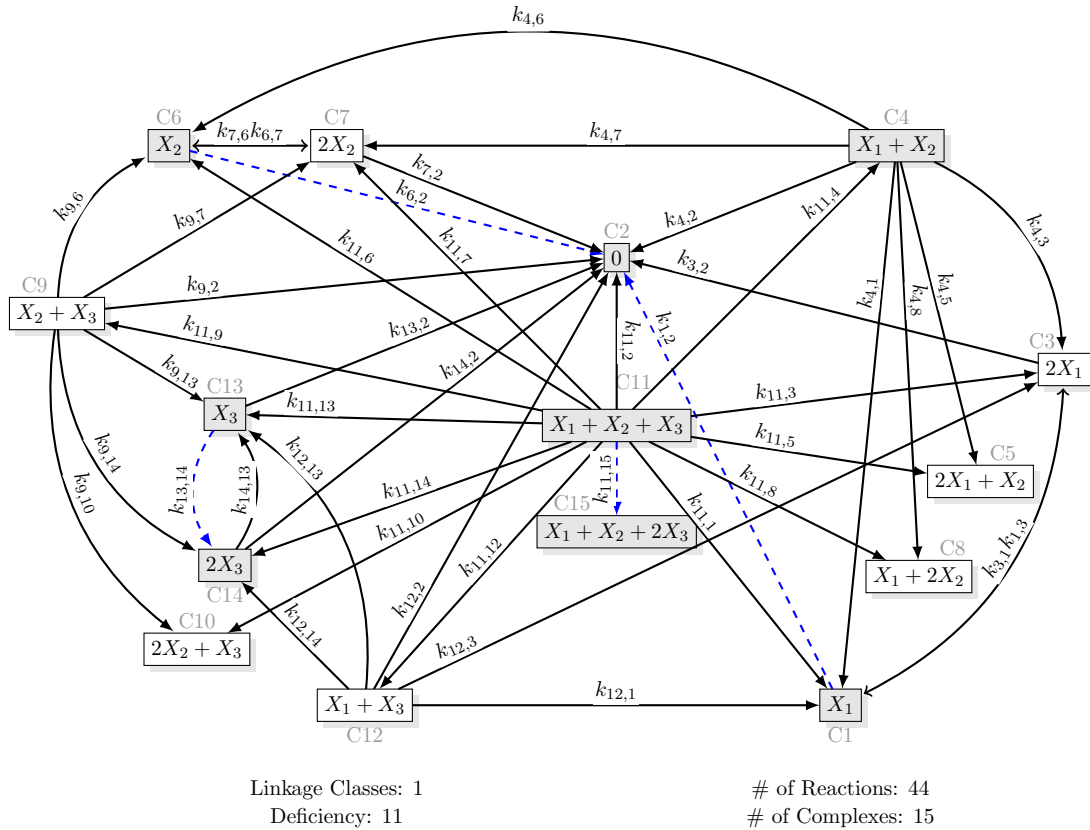 k4,6
C6
C7
C4
X2
k7,6k6,7
2X2
k4,7
X1 + X2
k7,2
k6,2
k9,6
k9,7
k11,6
k11,7
k11,4
k4,2
k4,3
C2
0
k3,2
k4,1
k4,8
k4,5
C9
X2 + X3
k9,2
k11,9
k13,2
k14,2
k11,2
k1,2
C3
2X1
k9,13
C13
X3
k11,13
C11
X1 + X2 + X3
k11,3
k11,5
k9,14
k9,10
k13,14
k14,13
k12,13
k11,14
k11,10
k11,15
k11,8
k11,1
C5
2X1 + X2
C15
X1 + X2 + 2X3
k11,12
k3,1k1,3
2X3
C14
C8
X1 + 2X2
k12,2
C10
2X2 + X3
k12,14
k12,3
X1 + X3
C12
k12,1
X1
C1
Linkage Classes: 1
# of Reactions: 44
Deficiency: 11
# of Complexes: 15